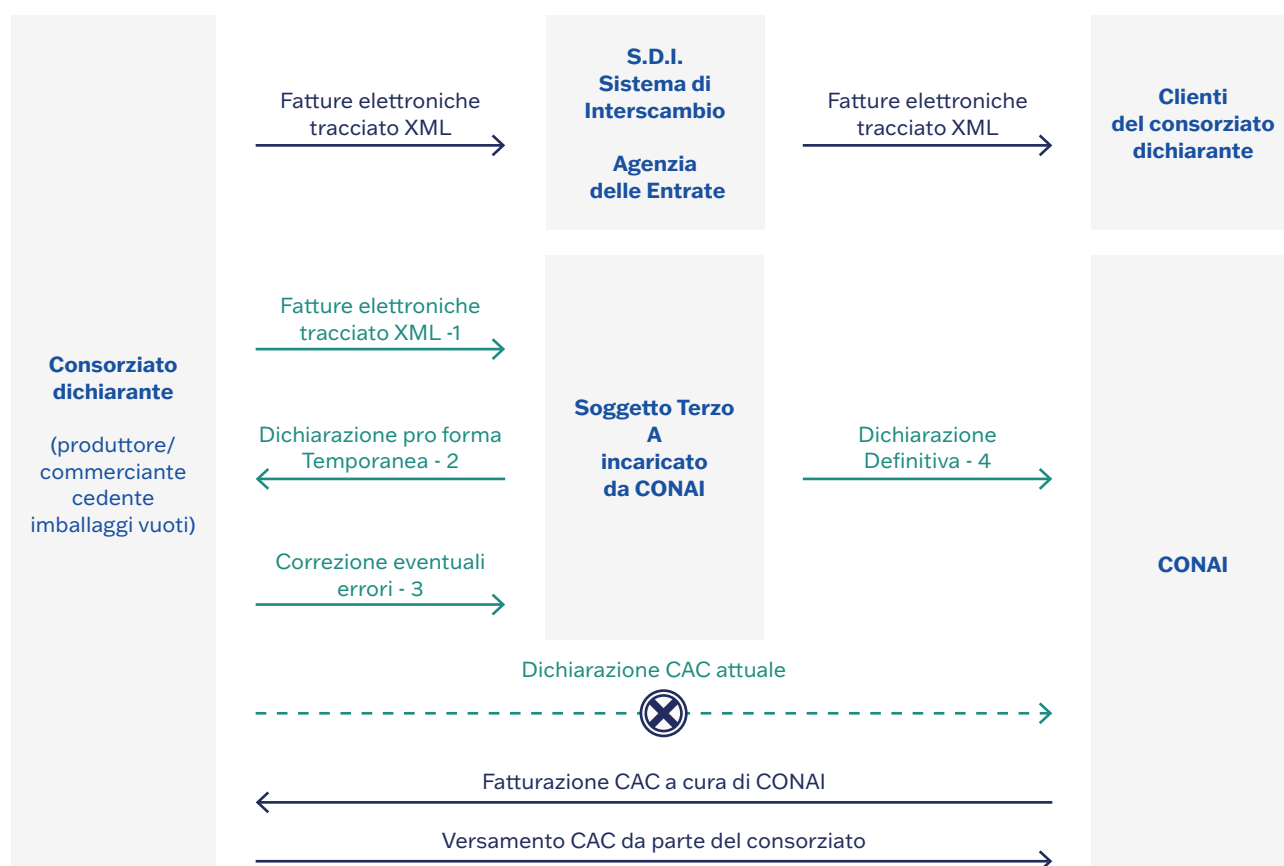 S.D.I.
Sistema di
Interscambio
Agenzia
delle Entrate
Fatture elettroniche
tracciato XML
Fatture elettroniche
tracciato XML
Clienti
del consorziato
dichiarante
Consorziato
dichiarante
(produttore/
commerciante
cedente
imballaggi vuoti)
Fatture elettroniche
tracciato XML -1
Dichiarazione pro forma
Temporanea - 2
Correzione eventuali
errori - 3
Soggetto Terzo
A
incaricato
da CONAI
Dichiarazione
Definitiva - 4
CONAI
Dichiarazione CAC attuale
Fatturazione CAC a cura di CONAI
Versamento CAC da parte del consorziato